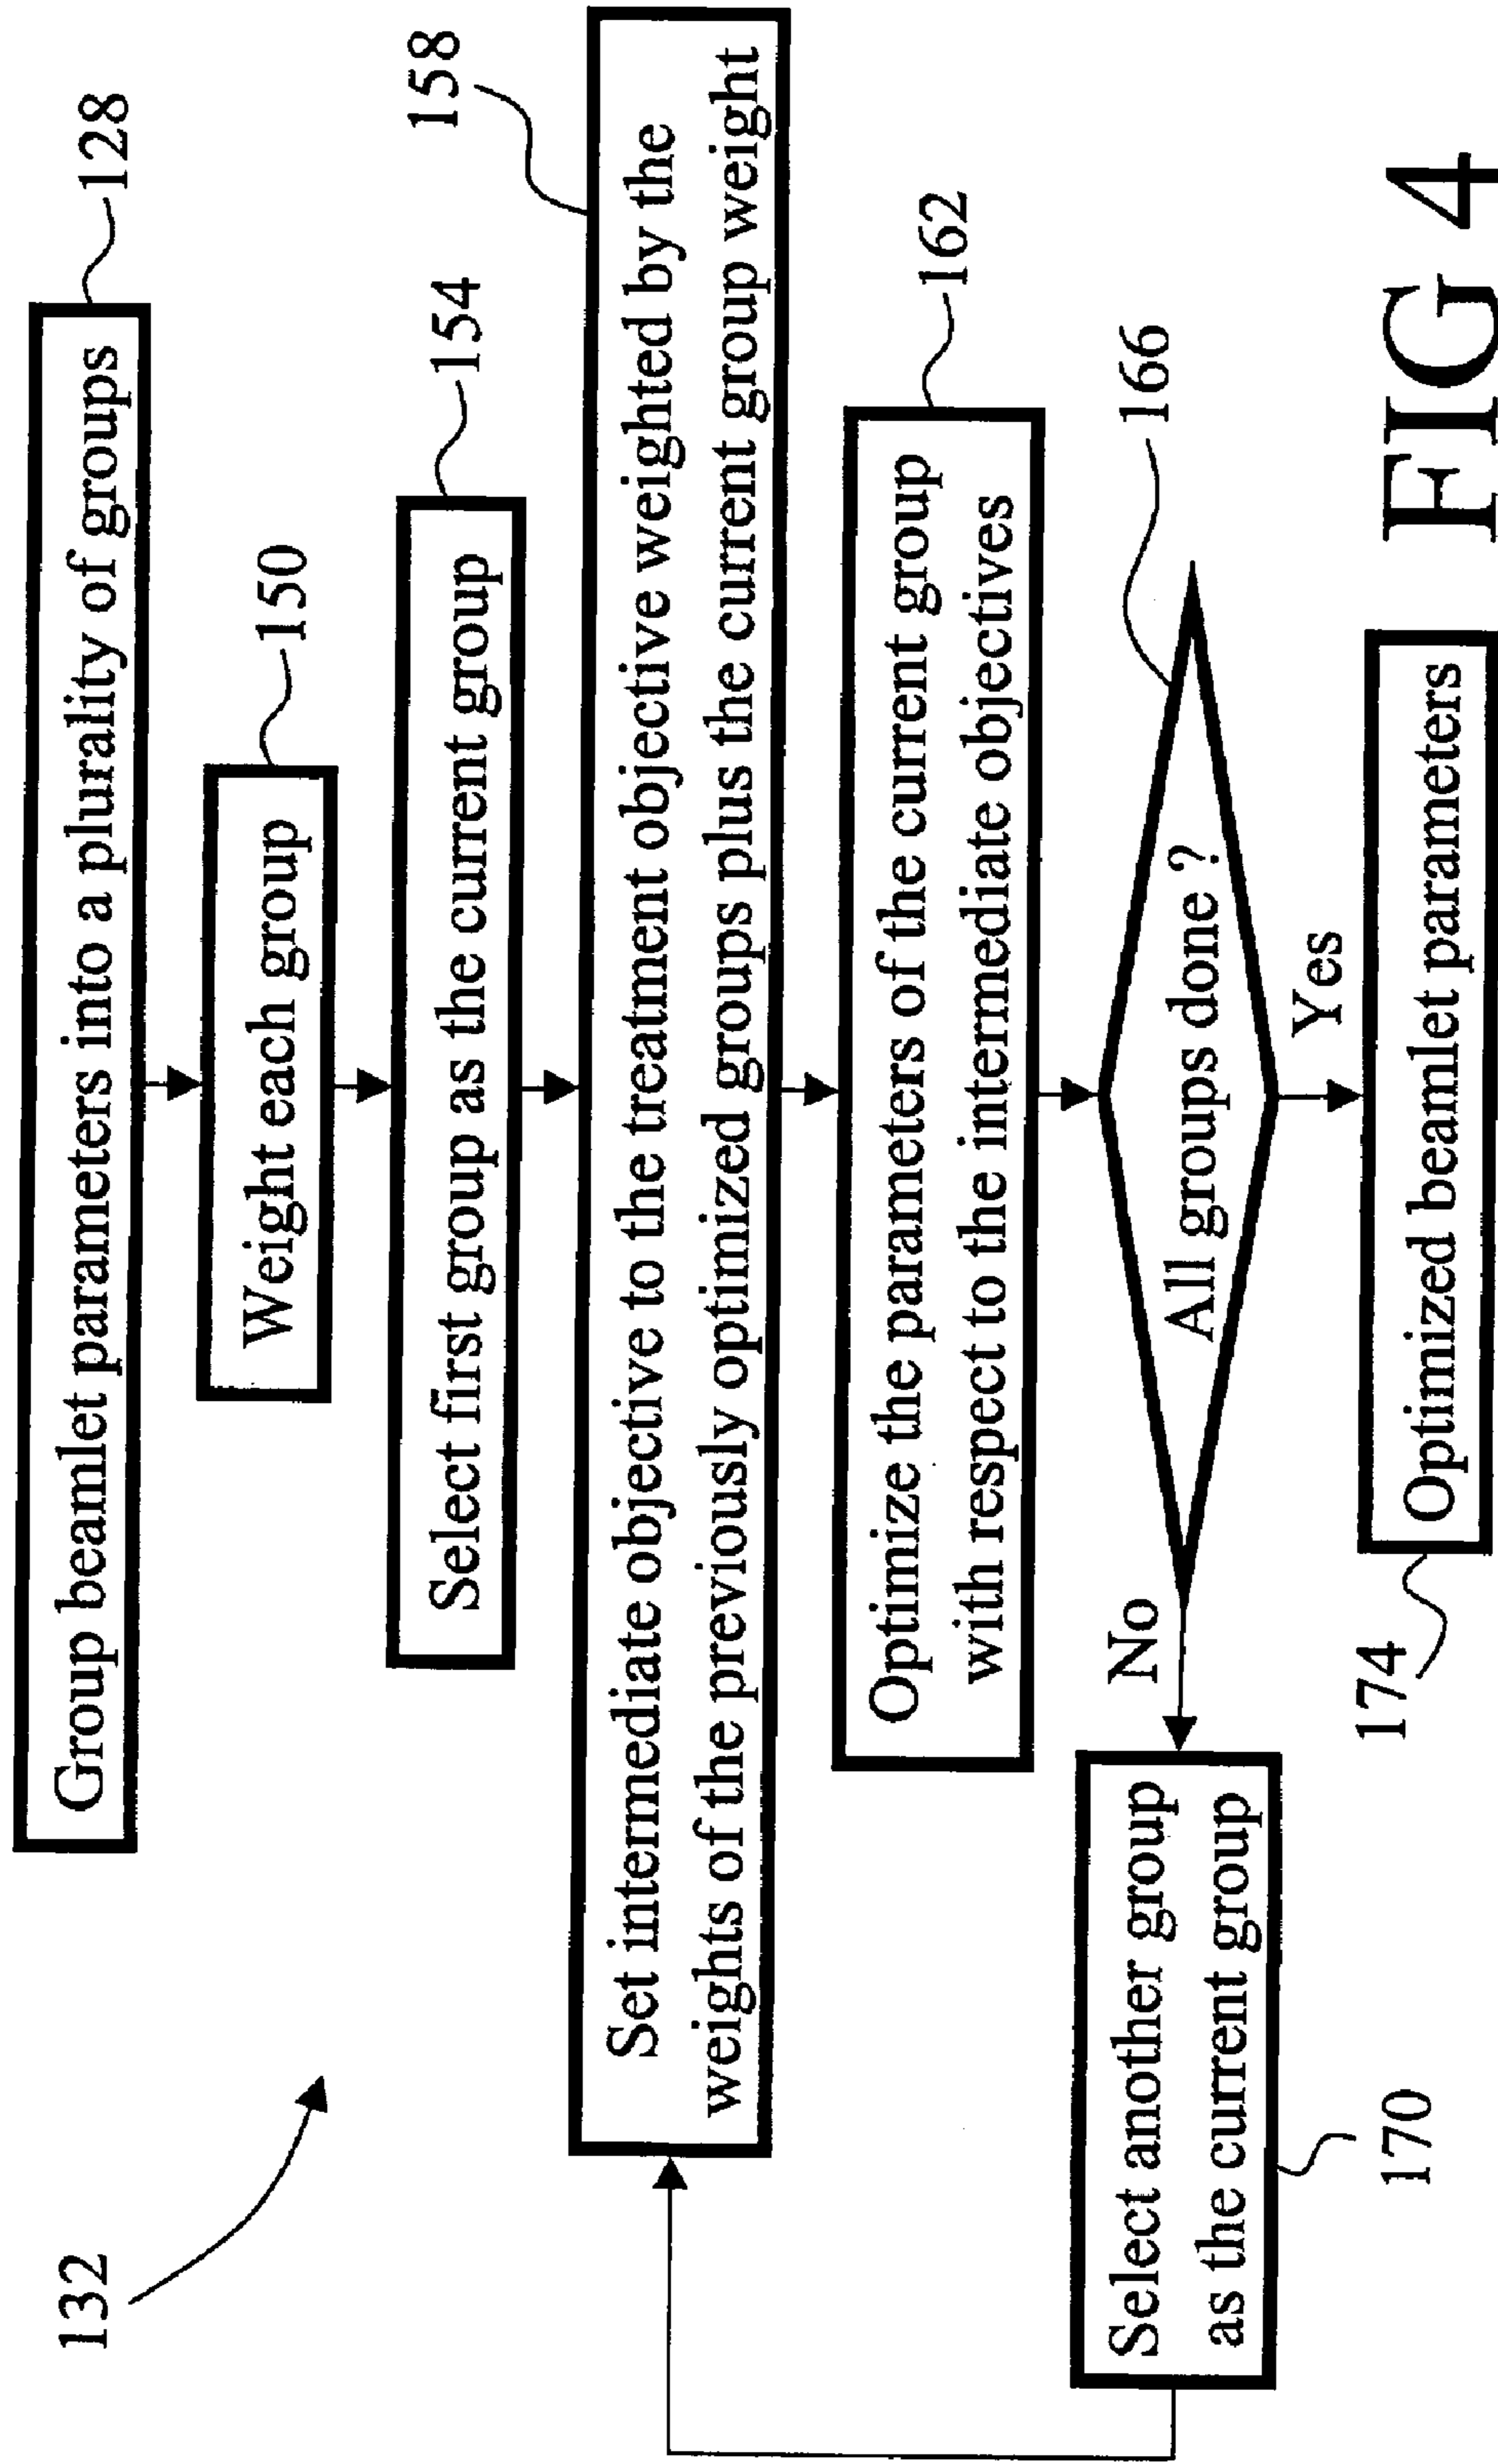 132
Group beamlet parameters into a plurality of groups
128
Weight each group
150
Select first group as the current group
154
Set intermediate objective to the treatment objective weighted by the
weights of the previously optimized groups plus the current group weight
158
Optimize the parameters of the current group
with respect to the intermediate objectives
162
All groups done ?
166
No
Yes
Select another group
as the current group
170
Optimized beamlet parameters
174
FIG 4